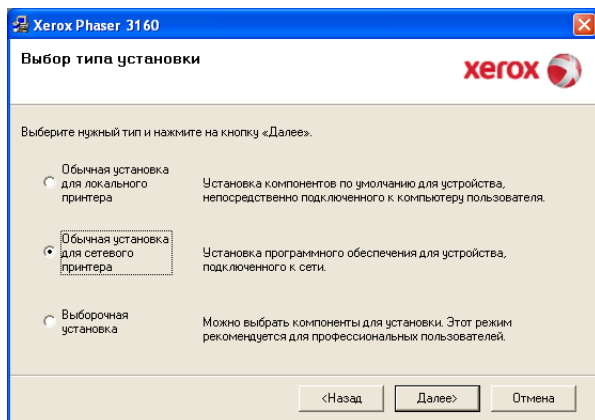 Xerox Phaser 3160
Выбор типа установки
xerox
Выберите нужный тип и нажмите на кнопку «Далее».
Обычная установка
для локального
принтера
Установка компонентов по умолчанию для устройства,
непосредственно подключенного к компьютеру пользователя.
Обычная установка
для сетевого
принтера
Установка программного обеспечения для устройства,
подключенного к сети.
Выборочная
установка
Можно выбрать компоненты для установки. Этот режим
рекомендуется для профессиональных пользователей.
<Назад Далее> Отмена